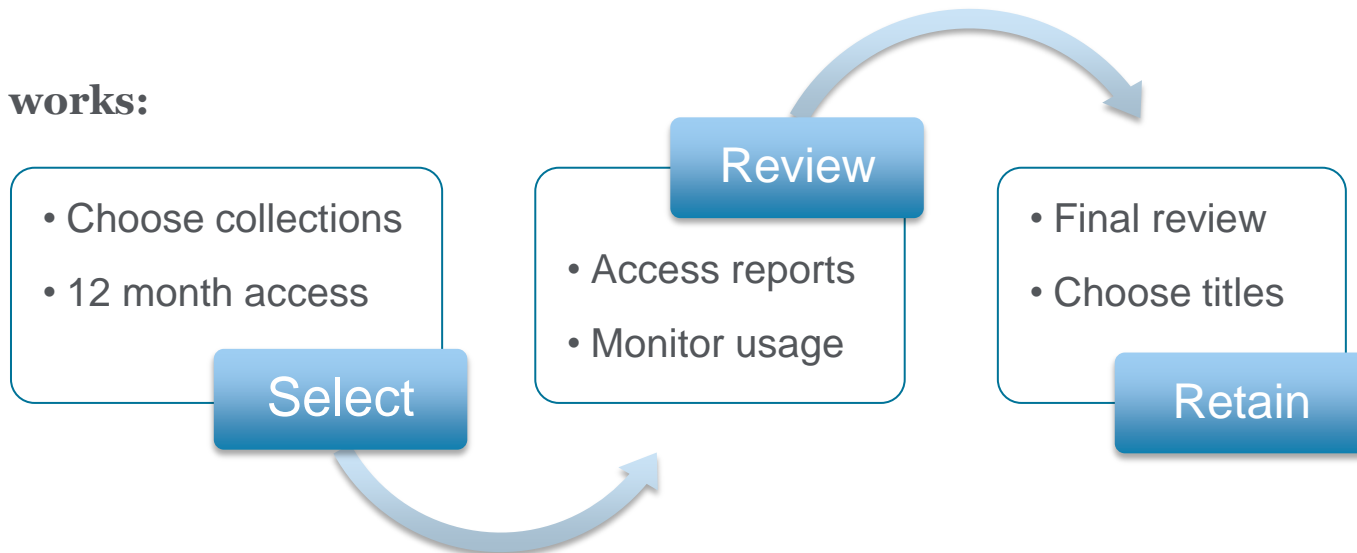 works:
• Choose collections
• 12 month access
Select
Review
• Access reports
• Monitor usage
• Final review
• Choose titles
Retain